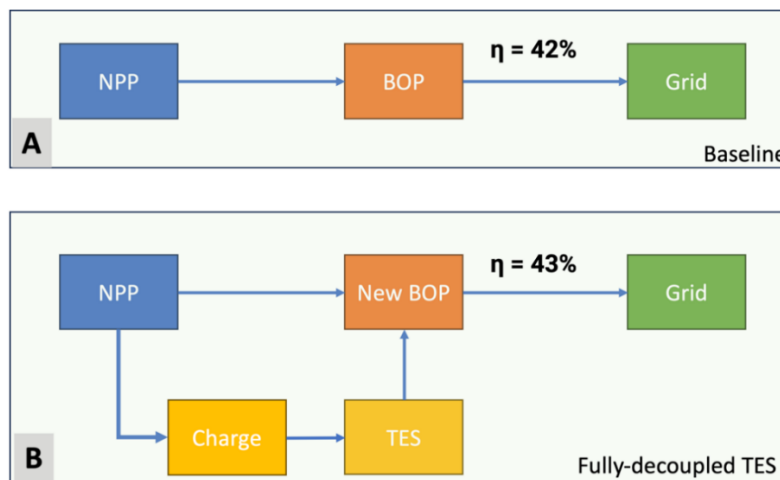 NPP
BOP
η = 42%
Grid
A
Baseline
NPP
New BOP
η = 43%
Grid
Charge
TES
B
Fully-decoupled TES